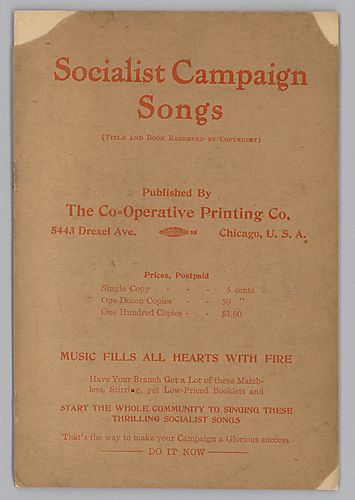 Socialist Campaign
Songs
(Title and Book Reserved by Copyright)
Published By
The Co=Operative Printing Co.
5443 Drexel Ave. Chicago, U. S. A.
Prices, Postpaid
Single Copy - - - 5 cents
One Dozen Copies - - 50 "
One Hundred Copies - - $3.00
MUSIC FILLS ALL HEARTS WITH FIRE
Have Your Branch Get a Lot of these Match-
less, Stirring, yet Low-Priced Booklets and
START THE WHOLE COMMUNITY TO SINGING THESE
THRILLING SOCIALIST SONGS
That's the way to make your Campaign a Glorious success
DO IT NOW